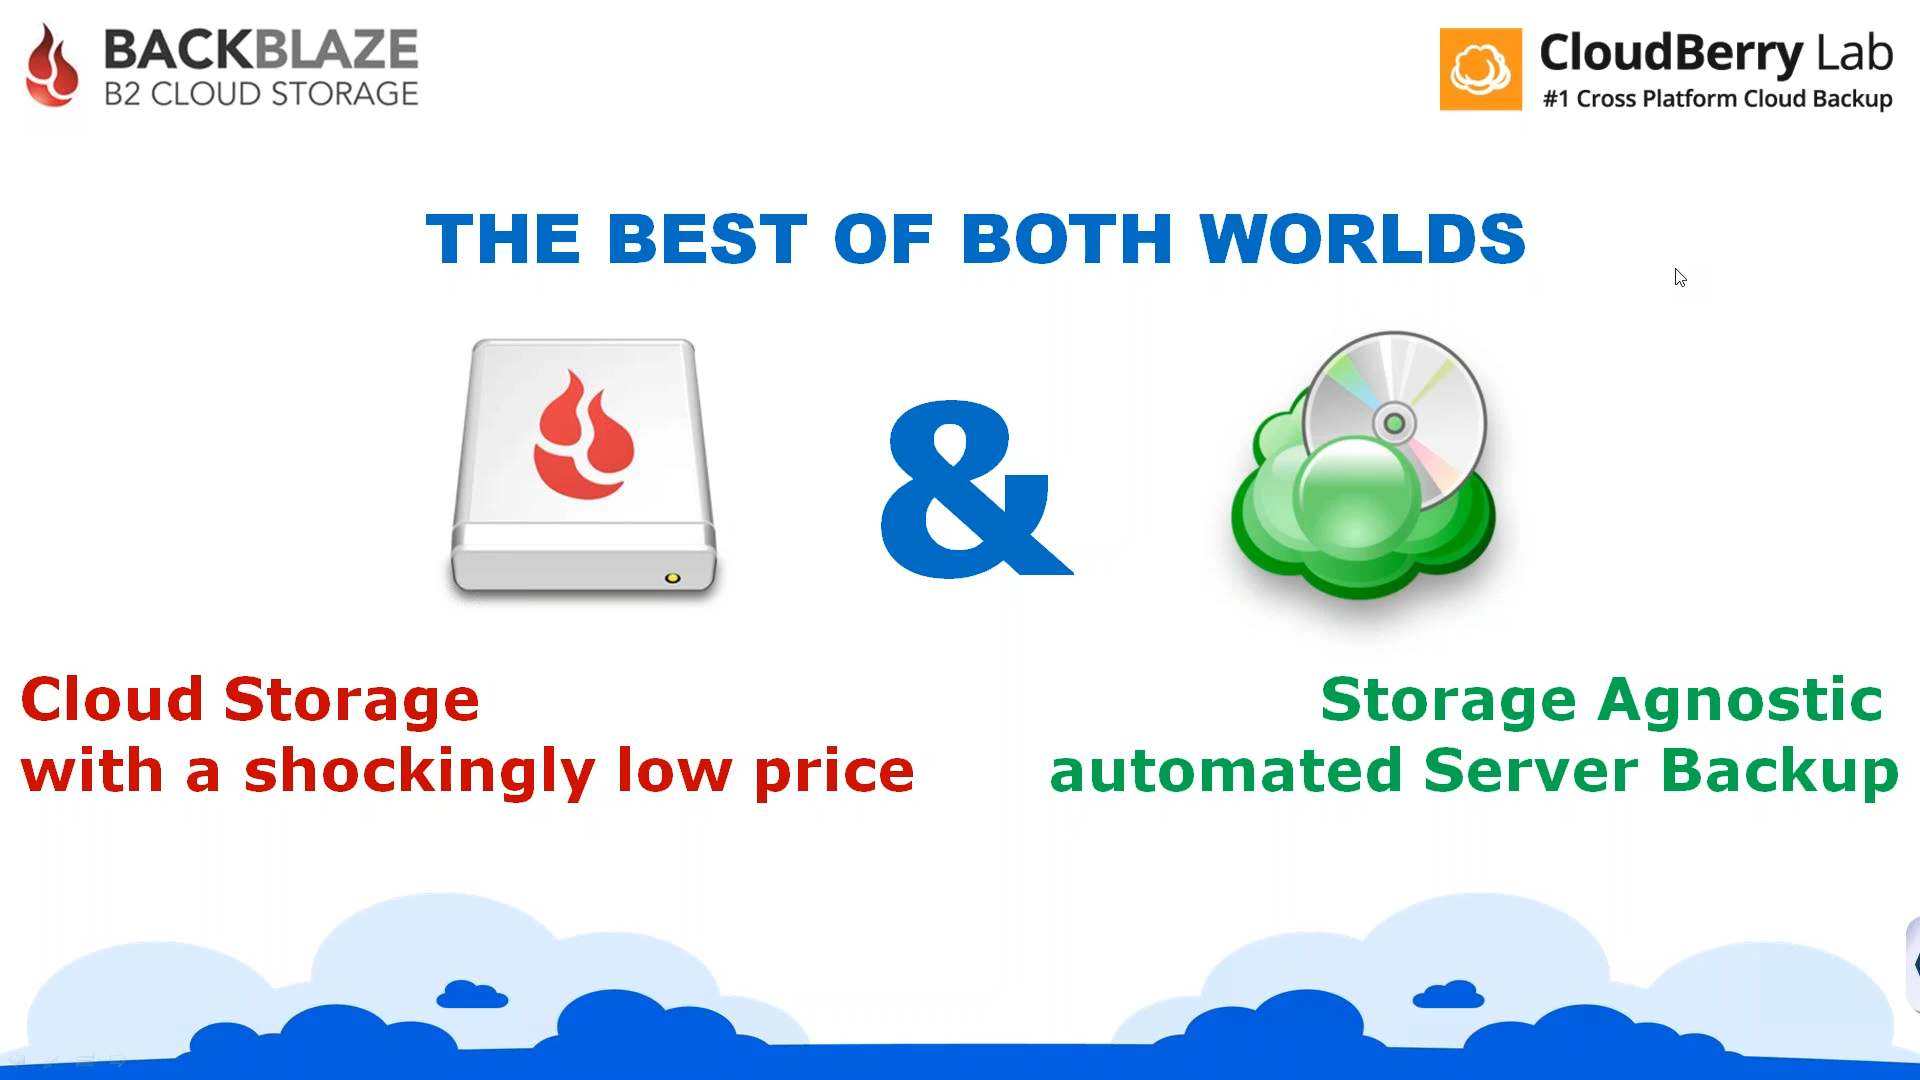 BACKBLAZE
B2 CLOUD STORAGE
CloudBerry Lab
#1 Cross Platform Cloud Backup
THE BEST OF BOTH WORLDS
&
Cloud Storage
with a shockingly low price
Storage Agnostic
automated Server Backup